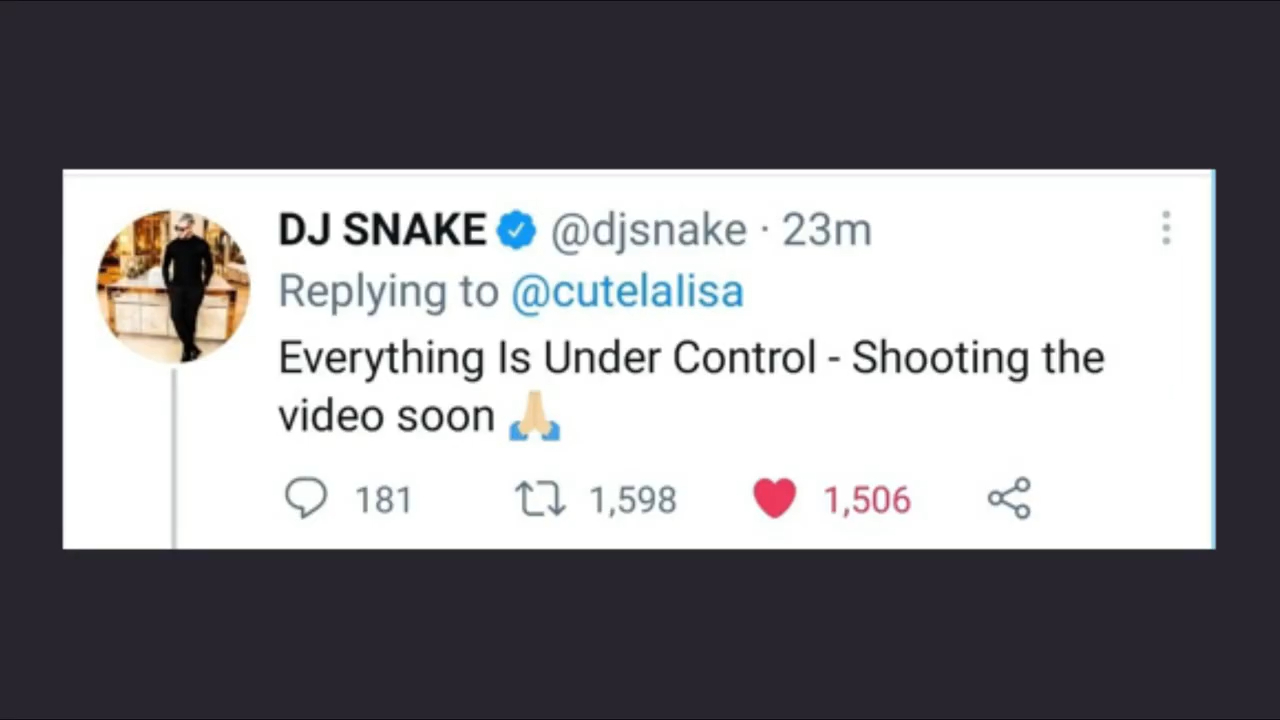 DJ SNAKE @djsnake · 23m
Replying to @cutelalisa
Everything Is Under Control - Shooting the
video soon 🙏🏼
181 1,598 1,506